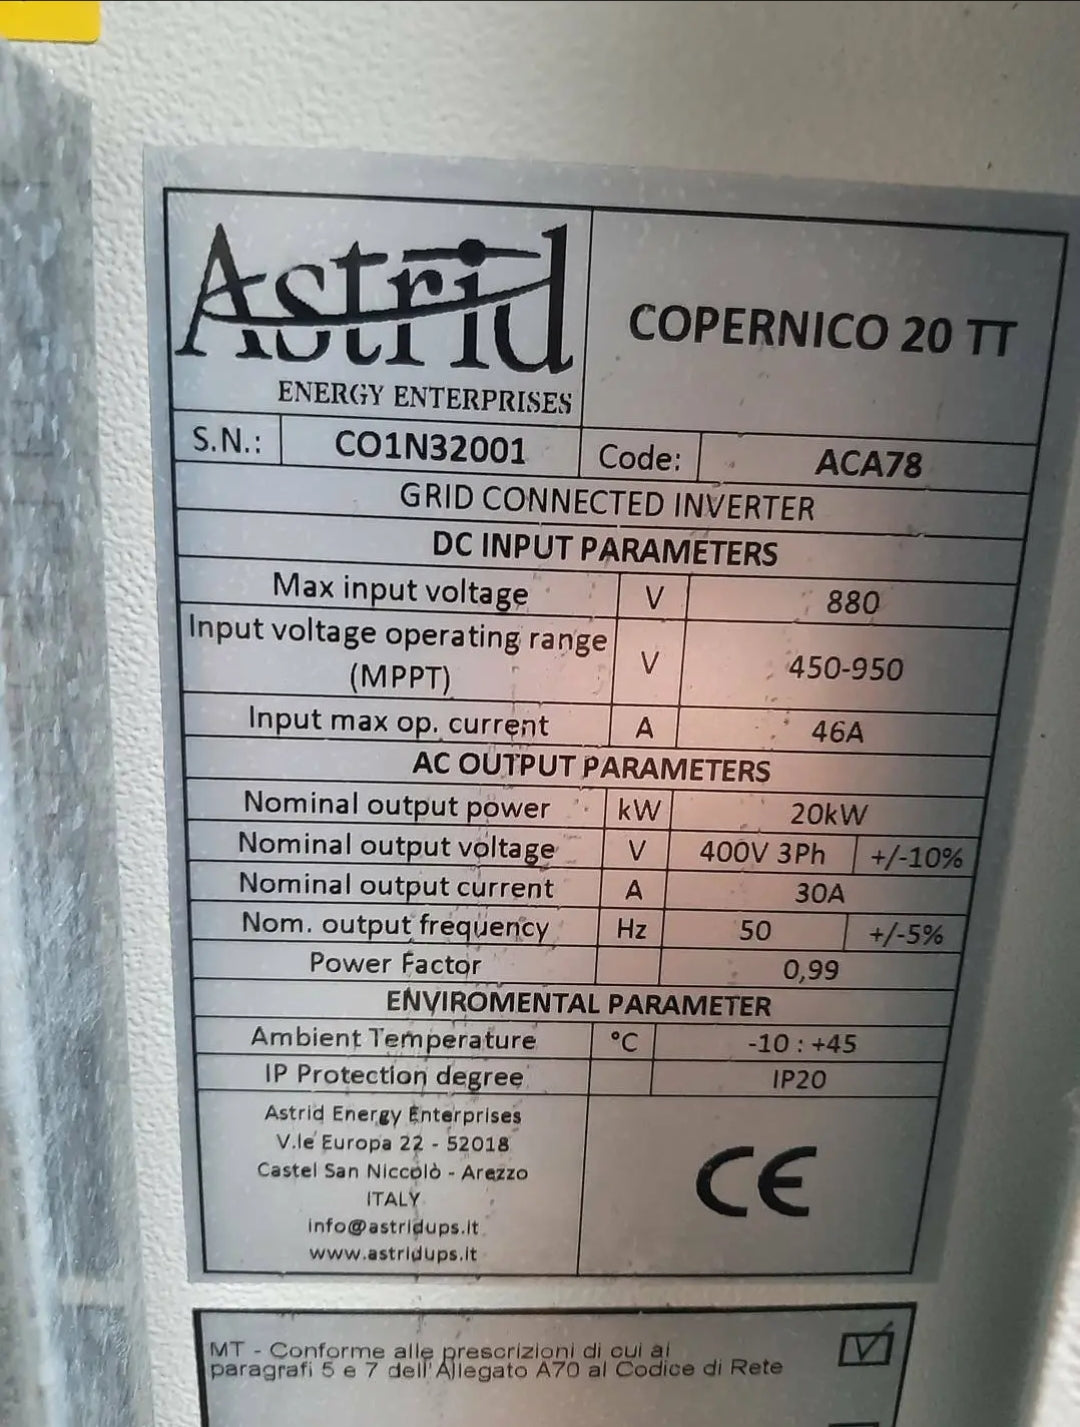 Astrid
ENERGY ENTERPRISES
COPERNICO 20 TT
S.N.: CO1N32001 Code: ACA78
GRID CONNECTED INVERTER
DC INPUT PARAMETERS
Max input voltage V 880
Input voltage operating range
(MPPT) V 450-950
Input max op. current A 46A
AC OUTPUT PARAMETERS
Nominal output power kW 20kW
Nominal output voltage V 400V 3Ph +/-10%
Nominal output current A 30A
Nom. output frequency Hz 50 +/-5%
Power Factor 0,99
ENVIROMENTAL PARAMETER
Ambient Temperature °C -10 : +45
IP Protection degree IP20
Astrid Energy Enterprises
V.le Europa 22 - 52018
Castel San Niccolò - Arezzo
ITALY
info@astridups.it
www.astridups.it
CE
MT - Conforme alle prescrizioni di cui ai
paragrafi 5 e 7 dell'Allegato A70 al Codice di Rete